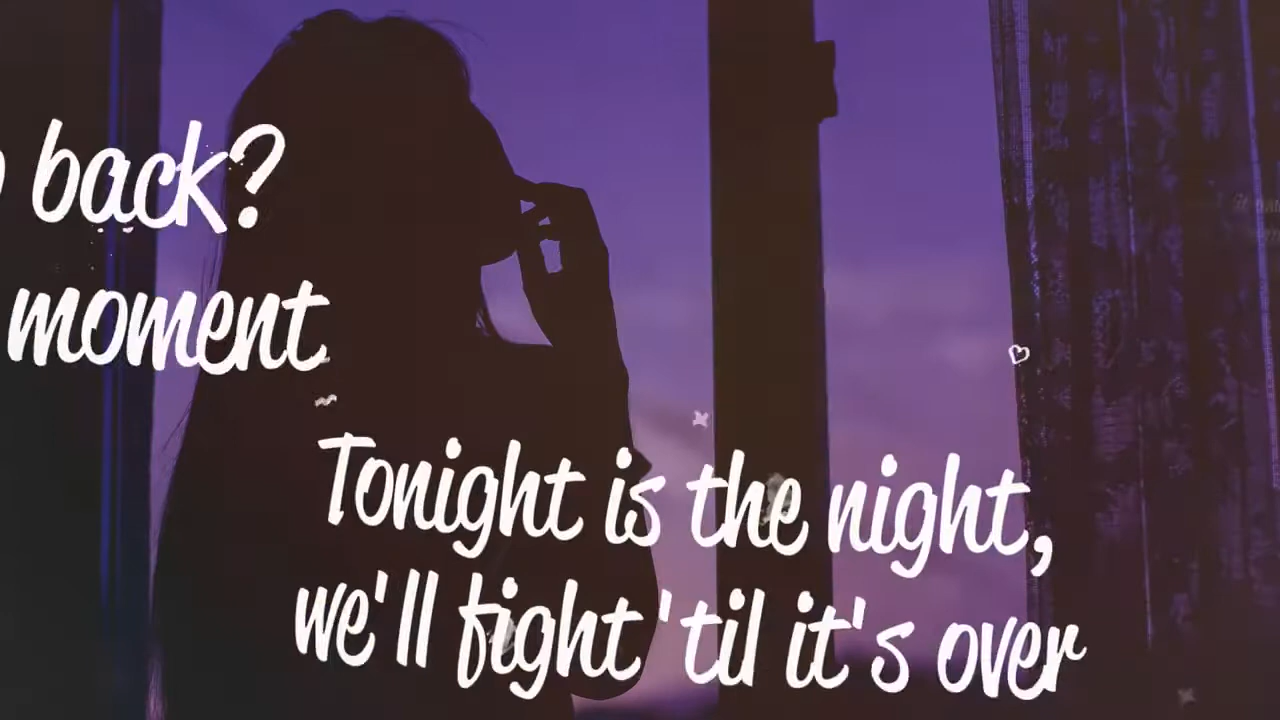 back?
moment
Tonight is the night,
we'll fight 'til it's over